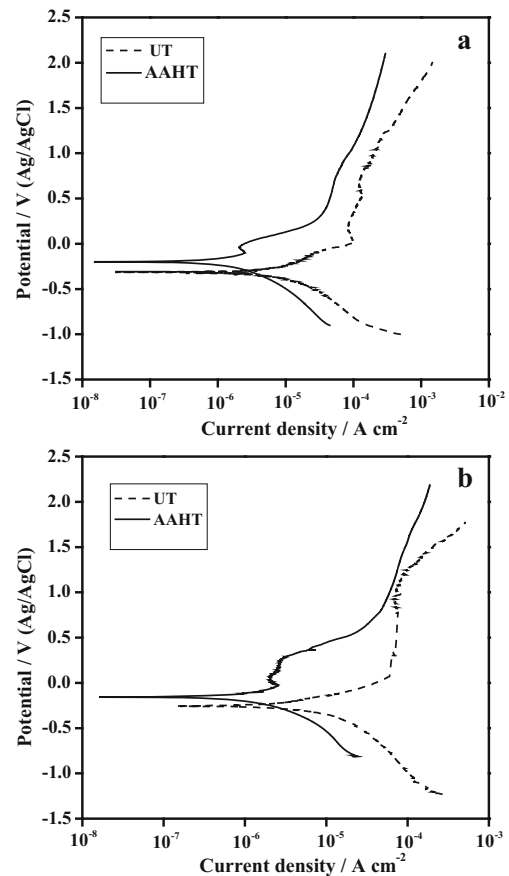 a
UT
AAHT
Potential / V (Ag/AgCl)
2.5
2.0
1.5
1.0
0.5
0.0
-0.5
-1.0
-1.5
10⁻⁸ 10⁻⁷ 10⁻⁶ 10⁻⁵ 10⁻⁴ 10⁻³ 10⁻²
Current density / A cm⁻²
b
UT
AAHT
Potential / V (Ag/AgCl)
2.5
2.0
1.5
1.0
0.5
0.0
-0.5
-1.0
-1.5
10⁻⁸ 10⁻⁷ 10⁻⁶ 10⁻⁵ 10⁻⁴ 10⁻³
Current density / A cm⁻²